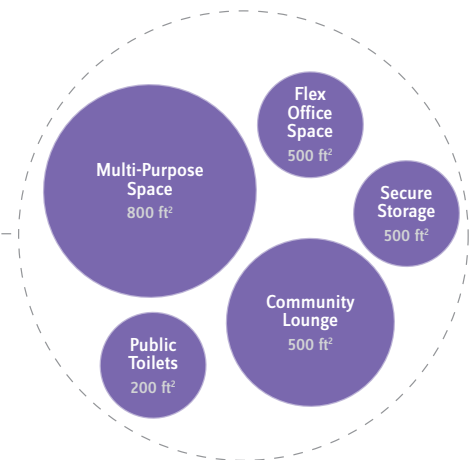 Flex
Office
Space
500 ft²
Multi-Purpose
Space
800 ft²
Secure
Storage
500 ft²
Community
Lounge
500 ft²
Public
Toilets
200 ft²